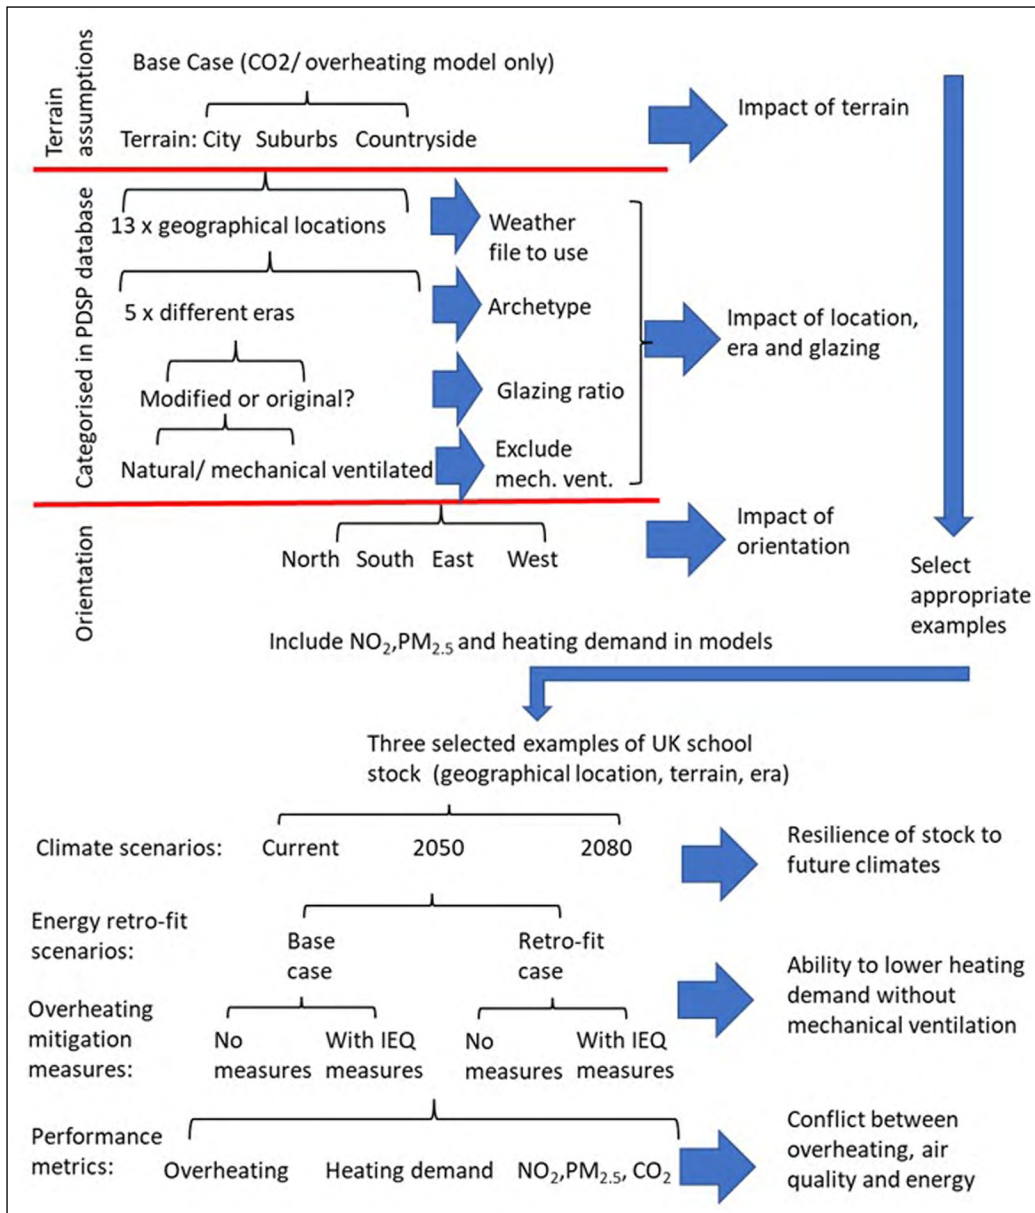 Terrain
assumptions
Base Case (CO2/ overheating model only)
Terrain: City Suburbs Countryside
Impact of terrain
Categorised in PDSP database
13 x geographical locations
Weather
file to use
5 x different eras
Archetype
Modified or original?
Glazing ratio
Natural/ mechanical ventilated
Exclude
mech. vent.
Impact of location,
era and glazing
Orientation
North South East West
Impact of
orientation
Select
appropriate
examples
Include NO₂,PM₂.₅ and heating demand in models
Three selected examples of UK school
stock (geographical location, terrain, era)
Climate scenarios: Current 2050 2080
Resilience of stock to
future climates
Energy retro-fit
scenarios:
Base
case
Retro-fit
case
Ability to lower heating
demand without
mechanical ventilation
Overheating
mitigation
measures:
No
measures
With IEQ
measures
No
measures
With IEQ
measures
Performance
metrics:
Overheating Heating demand NO₂,PM₂.₅, CO₂
Conflict between
overheating, air
quality and energy